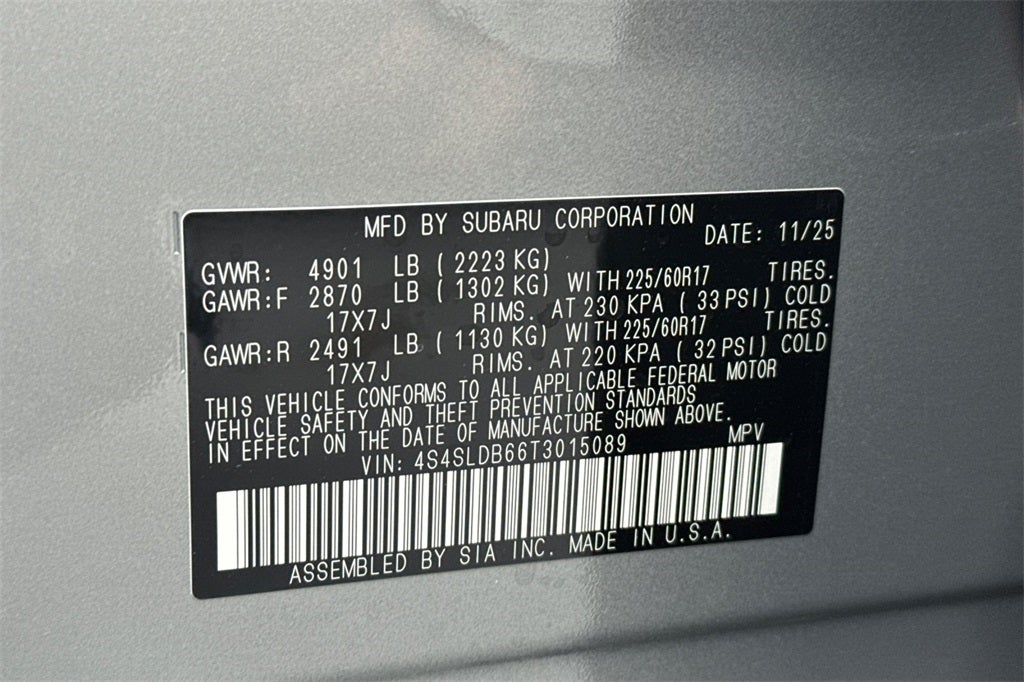 MFD BY SUBARU CORPORATION DATE: 11/25
GVWR: 4901 LB ( 2223 KG)
GAWR:F 2870 LB ( 1302 KG) WITH 225/60R17 TIRES.
17X7J RIMS. AT 230 KPA ( 33 PSI) COLD
GAWR:R 2491 LB ( 1130 KG) WITH 225/60R17 TIRES.
17X7J RIMS. AT 220 KPA ( 32 PSI) COLD
THIS VEHICLE CONFORMS TO ALL APPLICABLE FEDERAL MOTOR
VEHICLE SAFETY AND THEFT PREVENTION STANDARDS
IN EFFECT ON THE DATE OF MANUFACTURE SHOWN ABOVE.
VIN: 4S4SLDB66T3015089 MPV
ASSEMBLED BY SIA INC. MADE IN U.S.A.